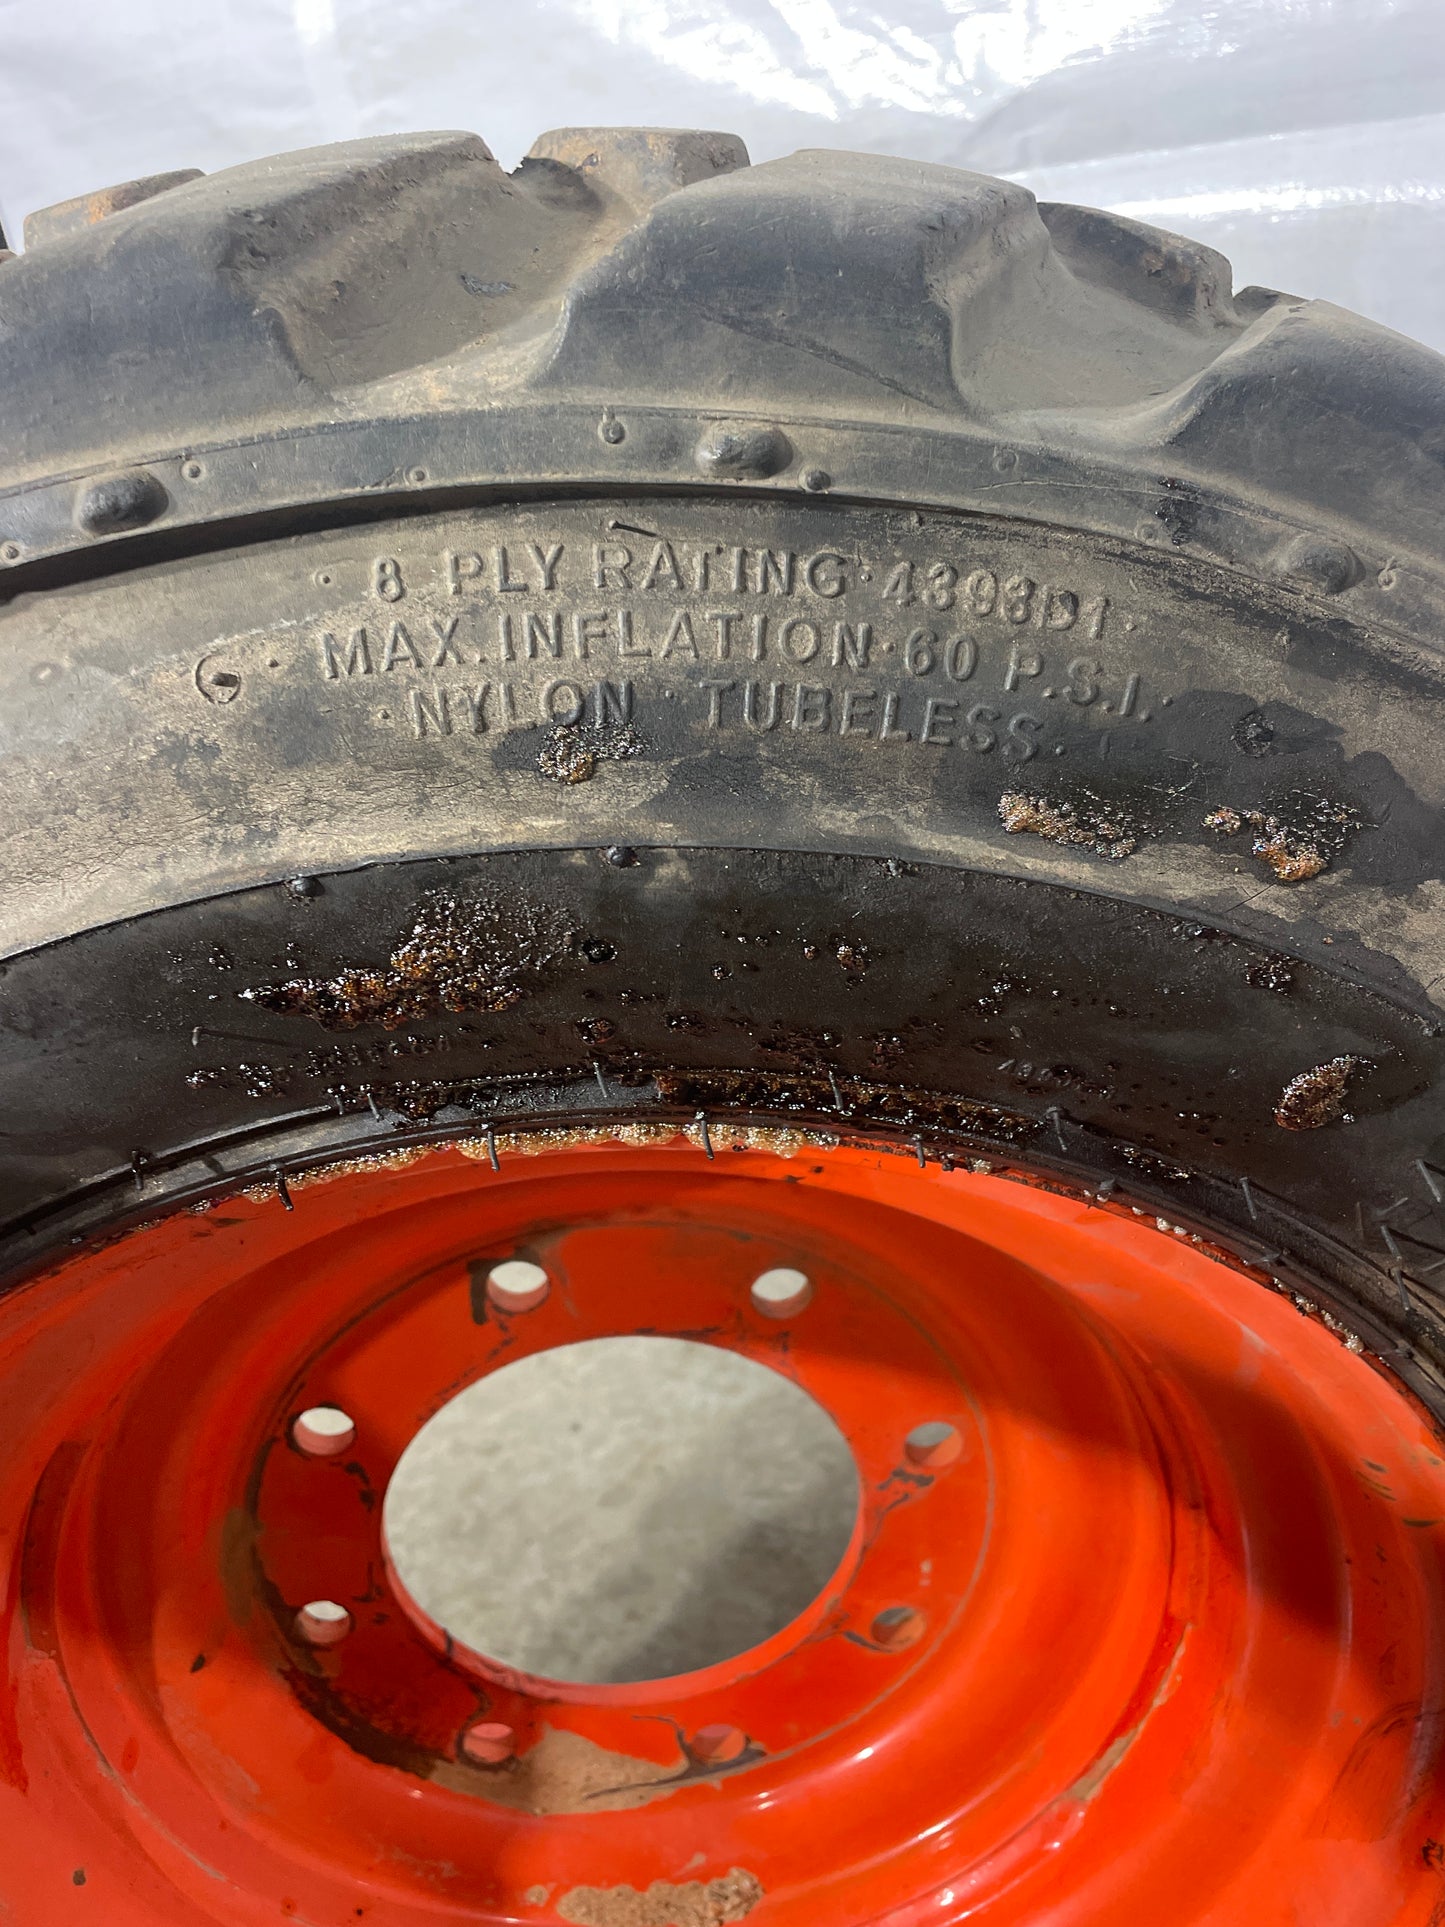 · 8 PLY RATING · 4393D1 ·
· MAX. INFLATION · 60 P.S.I. ·
· NYLON · TUBELESS ·